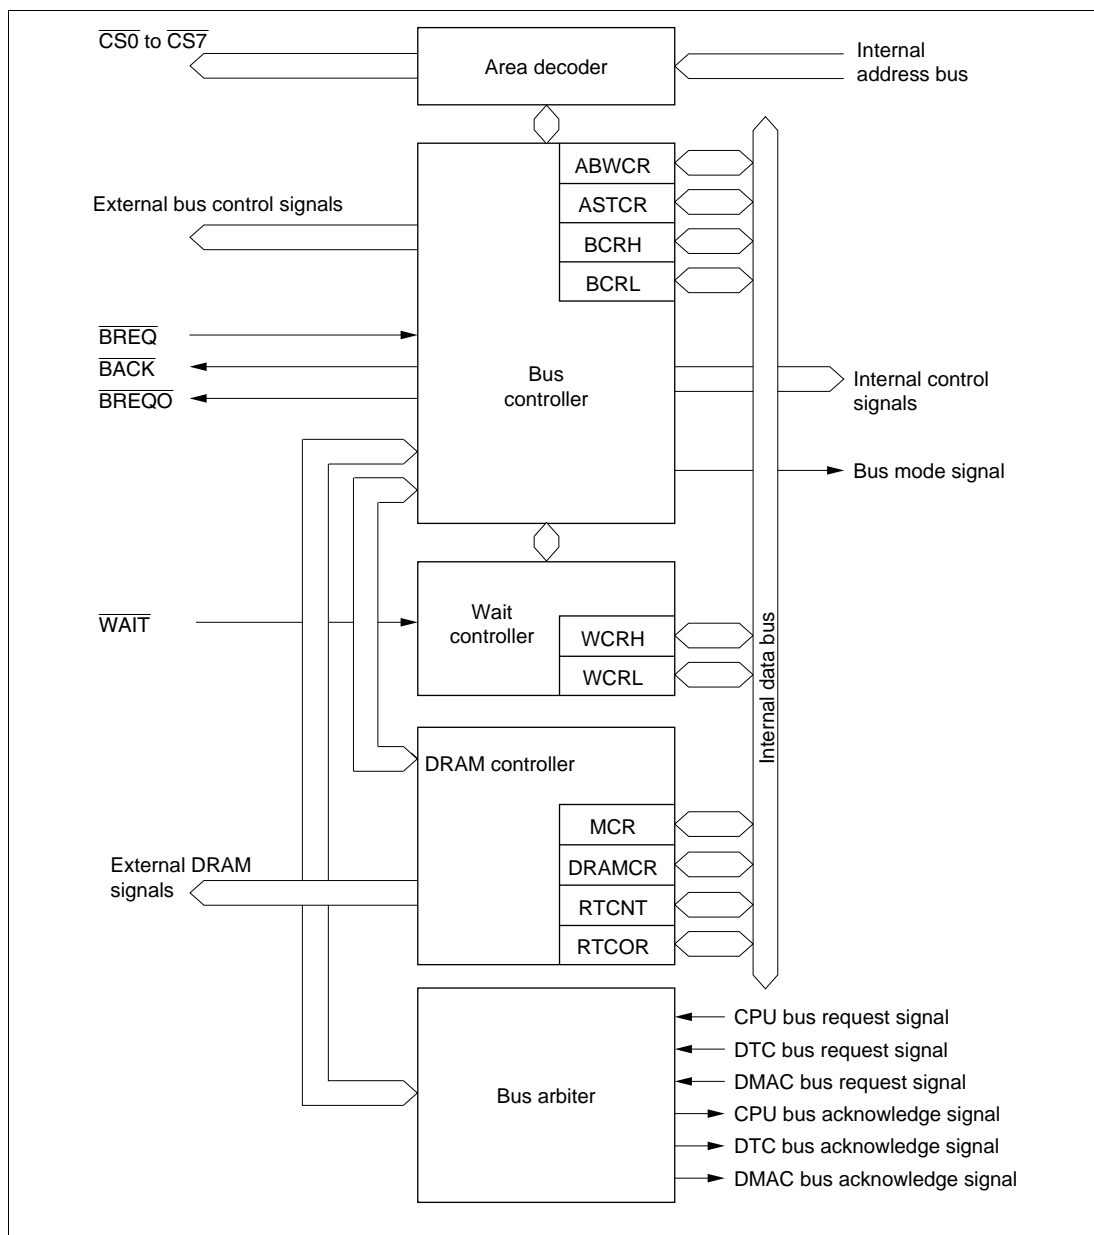 CS0 to CS7
Area decoder
Internal
address bus
ABWCR
ASTCR
BCRH
BCRL
External bus control signals
BREQ
BACK
BREQO
Bus
controller
Internal control
signals
Bus mode signal
WAIT
Wait
controller
WCRH
WCRL
Internal data bus
DRAM controller
MCR
DRAMCR
RTCNT
RTCOR
External DRAM
signals
Bus arbiter
CPU bus request signal
DTC bus request signal
DMAC bus request signal
CPU bus acknowledge signal
DTC bus acknowledge signal
DMAC bus acknowledge signal